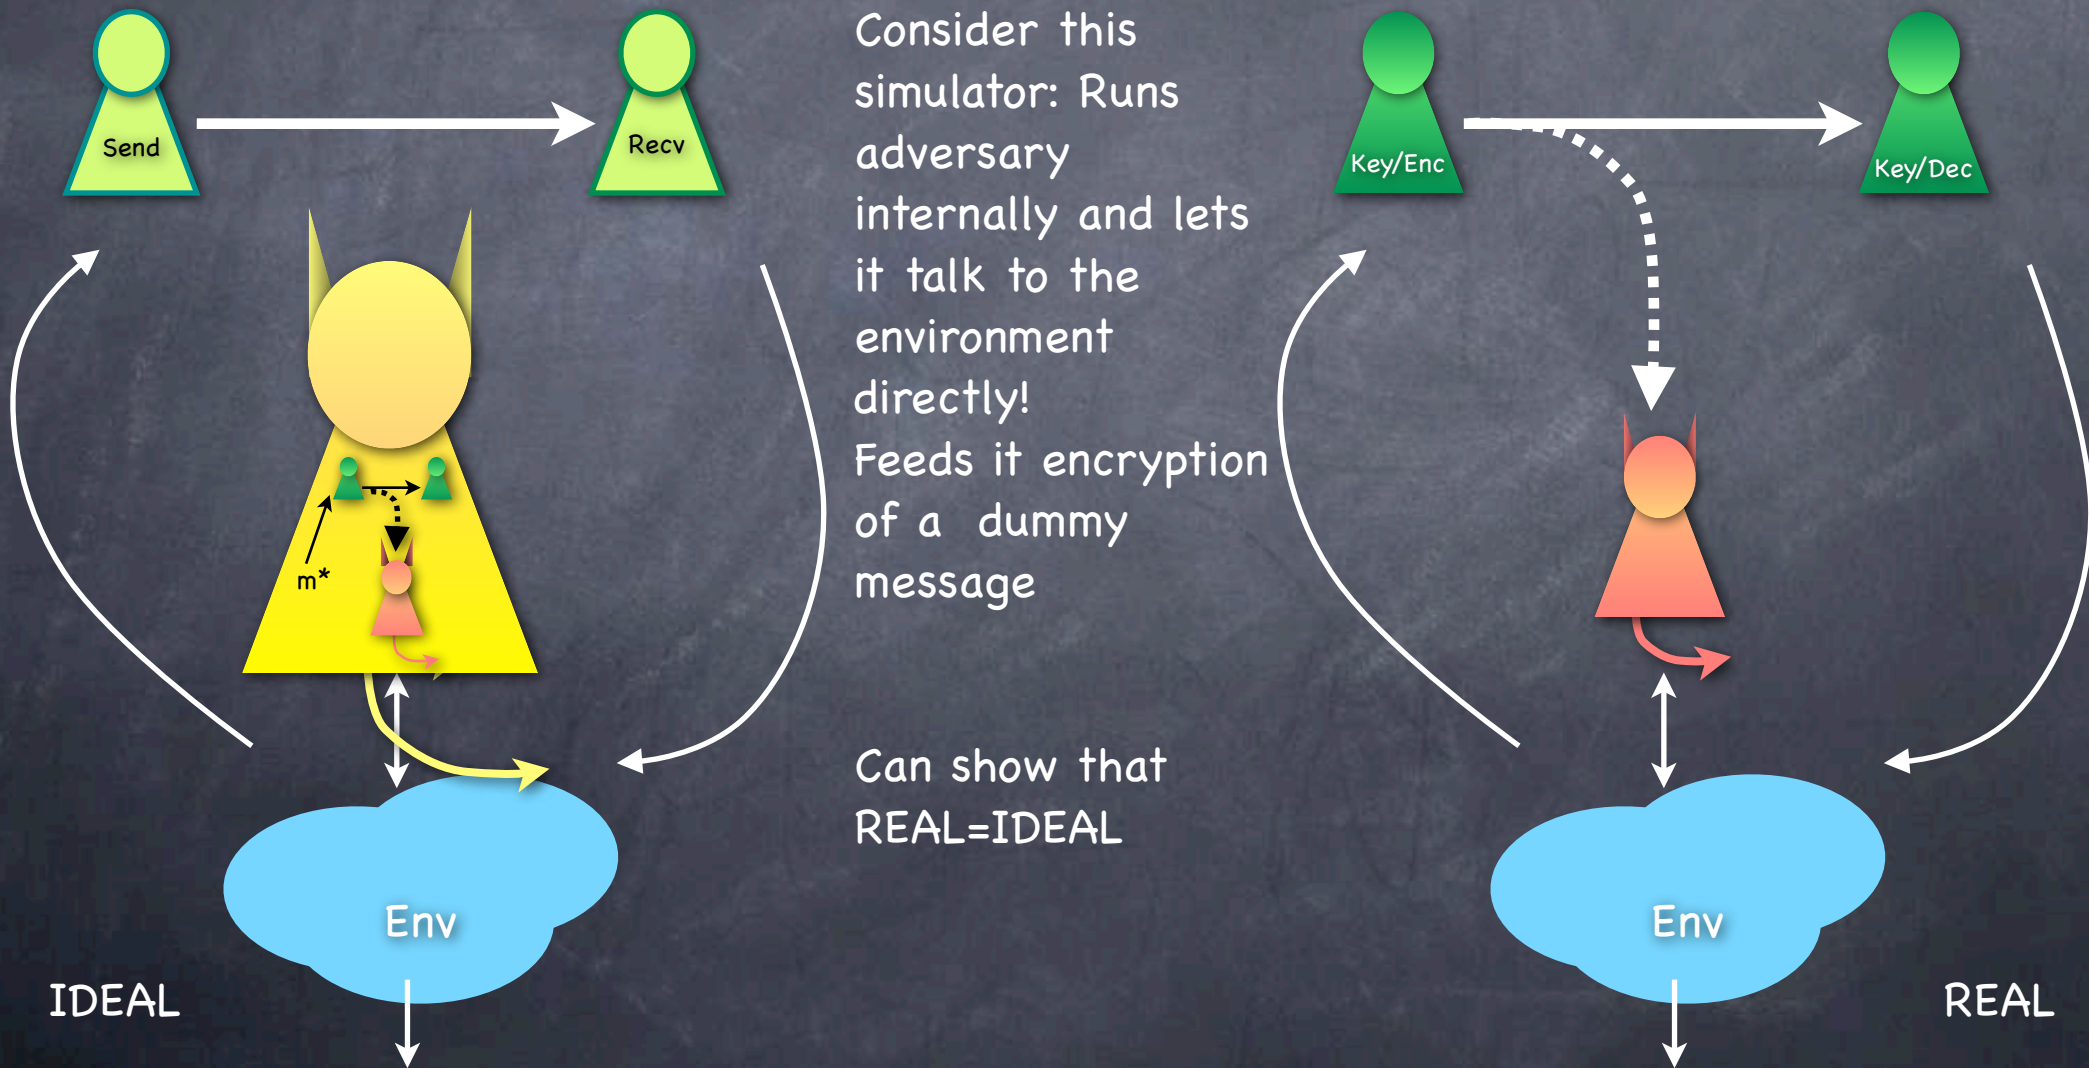 Send
Recv
m*
Env
IDEAL
Consider this
simulator: Runs
adversary
internally and lets
it talk to the
environment
directly!
Feeds it encryption
of a dummy
message
Can show that
REAL=IDEAL
Key/Enc
Key/Dec
Env
REAL